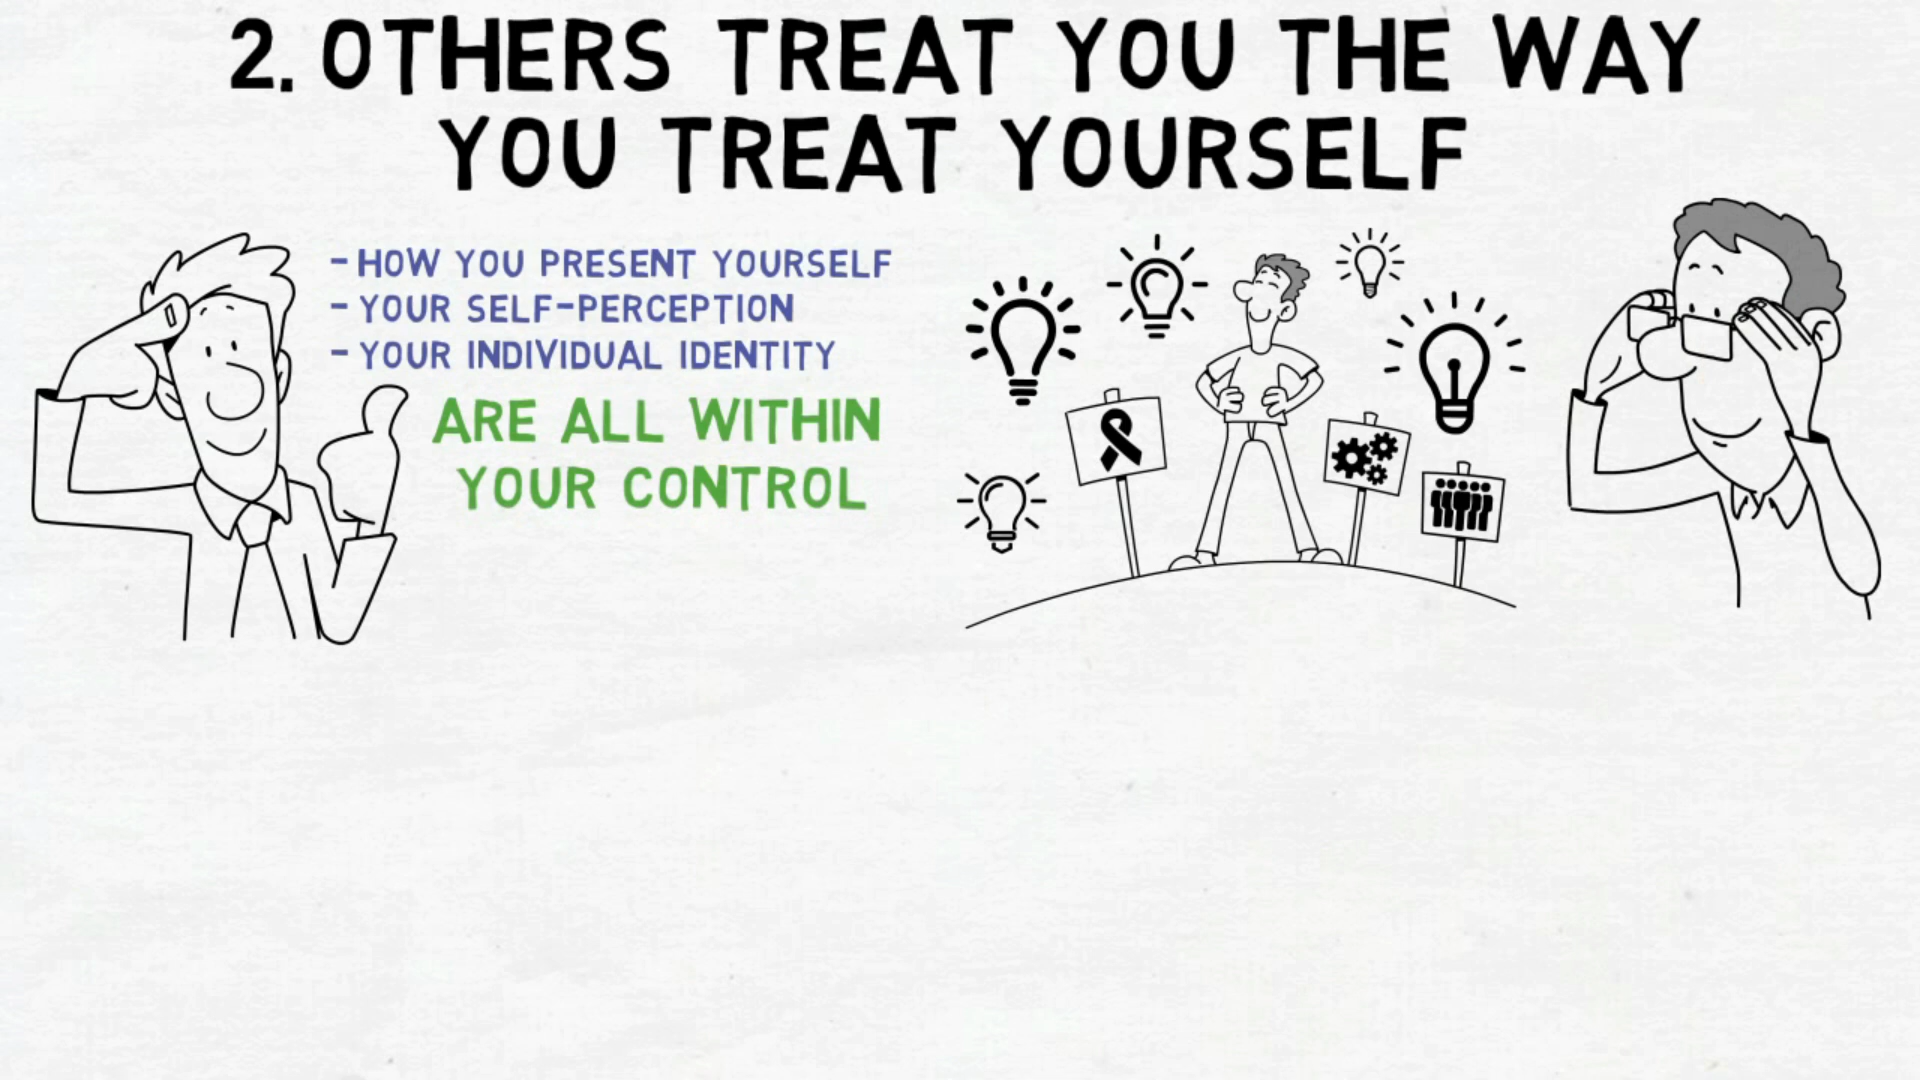 2. OTHERS TREAT YOU THE WAY
YOU TREAT YOURSELF
- HOW YOU PRESENT YOURSELF
- YOUR SELF-PERCEPTION
- YOUR INDIVIDUAL IDENTITY
ARE ALL WITHIN
YOUR CONTROL